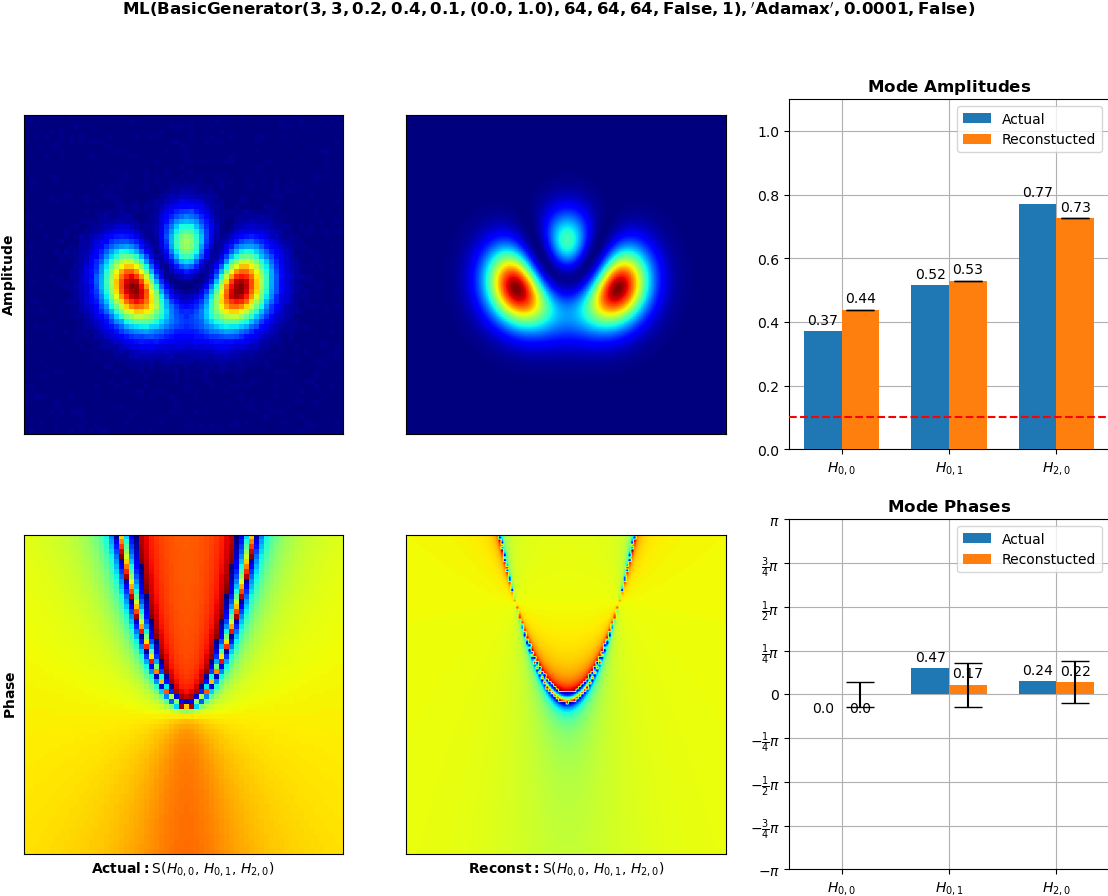 ML(BasicGenerator(3, 3, 0.2, 0.4, 0.1, (0.0, 1.0), 64, 64, 64, False, 1), ′Adamax′, 0.0001, False)
Amplitude
Mode Amplitudes
Actual
Reconstucted
1.0
0.8
0.6
0.4
0.2
0.0
0.37
0.44
0.52
0.53
0.77
0.73
H0,0
H0,1
H2,0
Phase
Actual: S(H0,0, H0,1, H2,0)
Reconst: S(H0,0, H0,1, H2,0)
Mode Phases
Actual
Reconstucted
π
3/4π
1/2π
1/4π
0
−1/4π
−1/2π
−3/4π
−π
0.0
0.0
0.47
0.17
0.24
0.22
H0,0
H0,1
H2,0